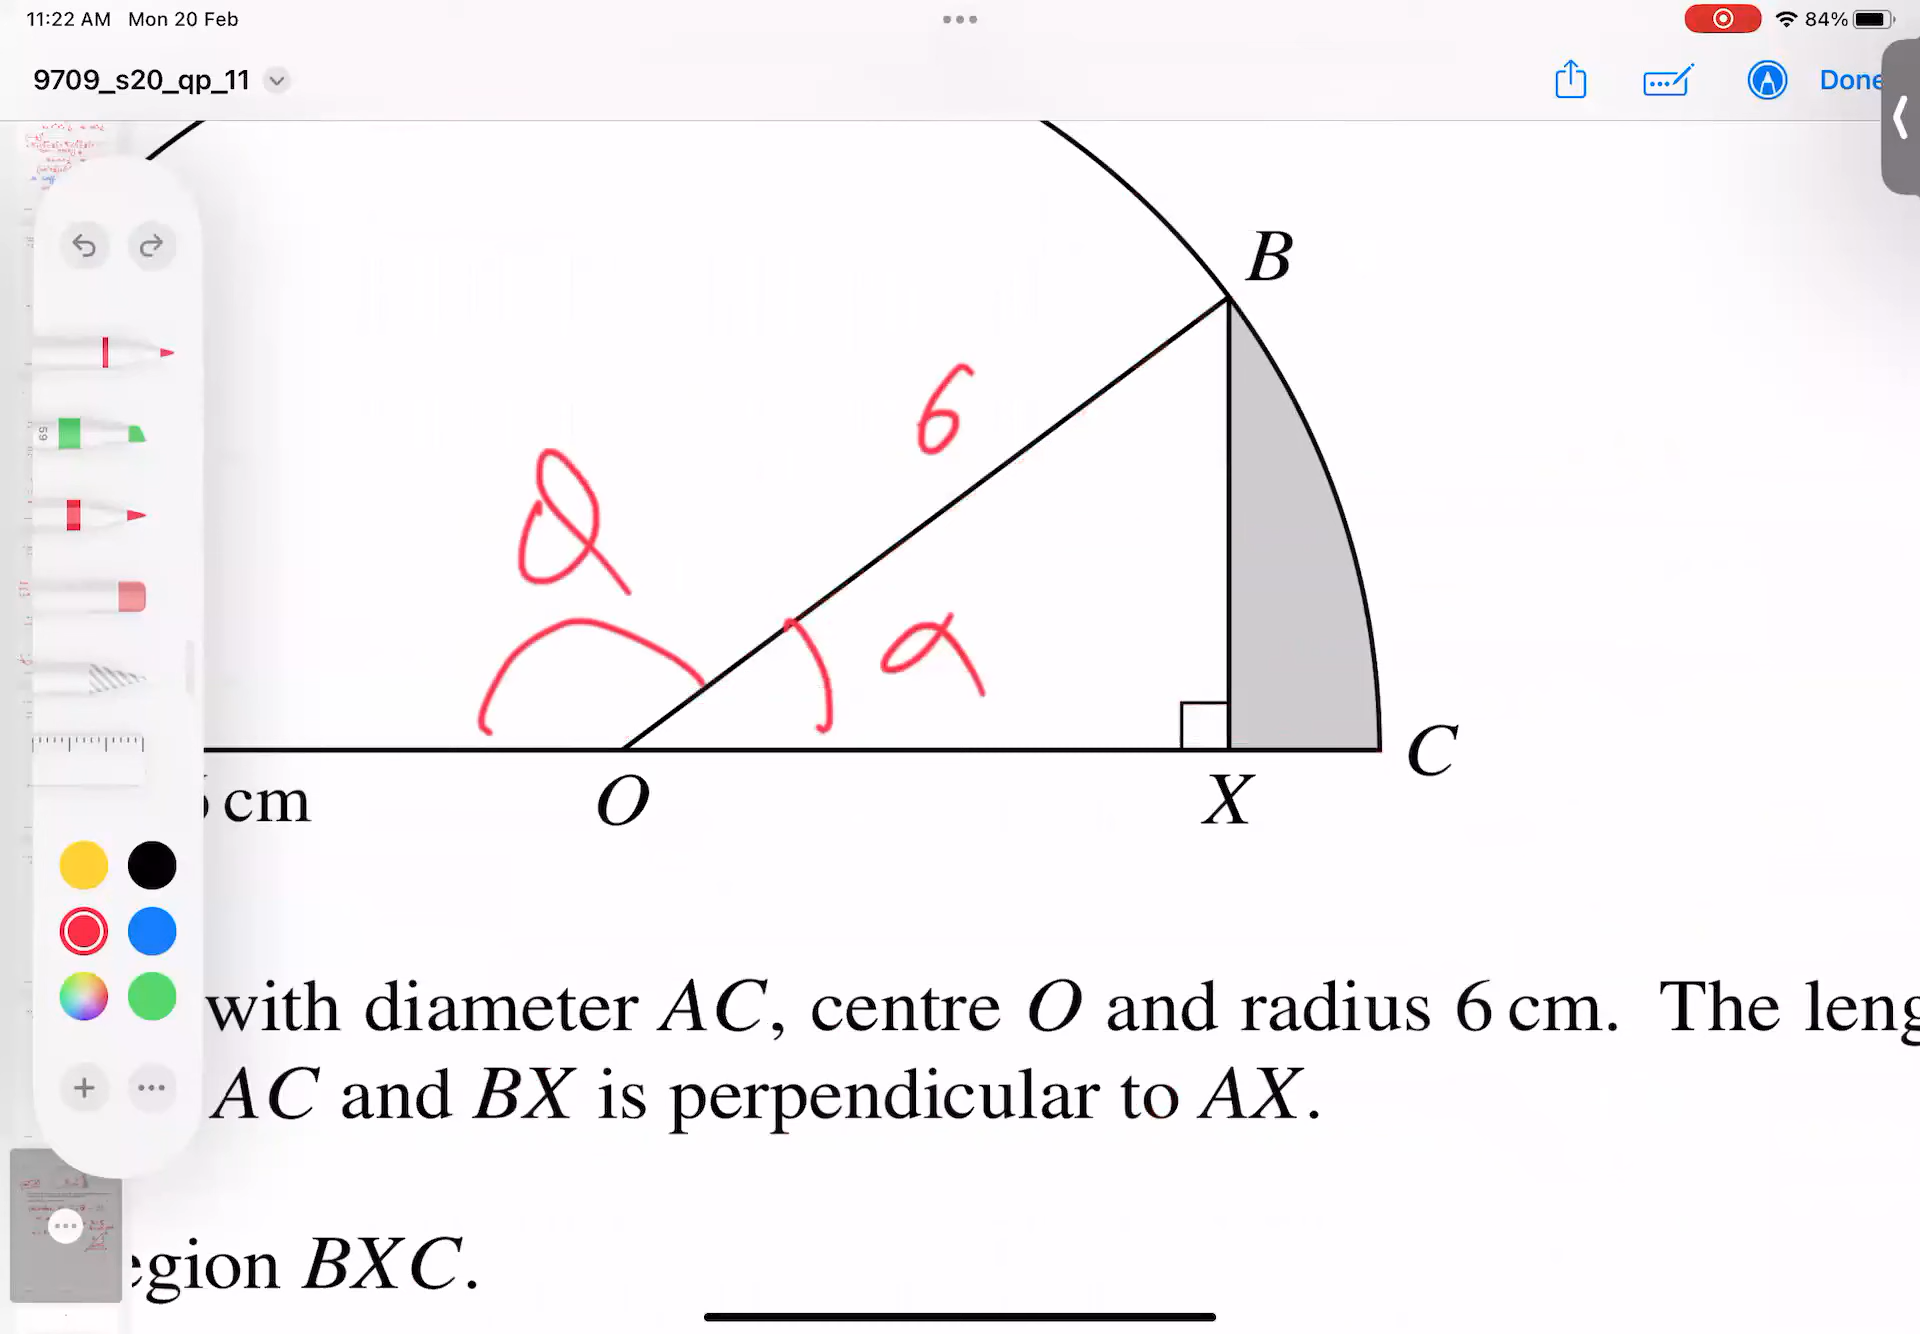 11:22 AM Mon 20 Feb
84%
9709_s20_qp_11
Done
B
6
59
α
cm
O
X
C
with diameter AC, centre O and radius 6 cm. The leng
AC and BX is perpendicular to AX.
egion BXC.